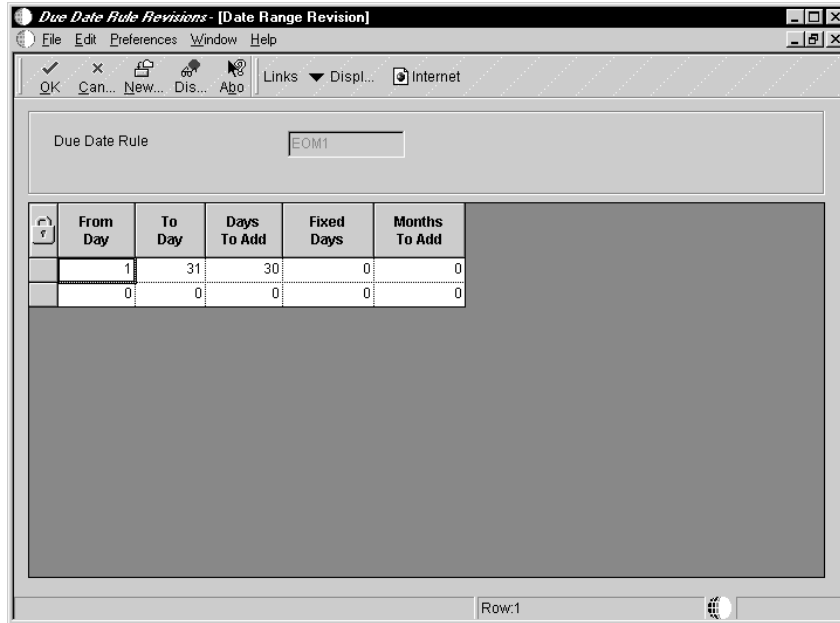 Due Date Rule Revisions - [Date Range Revision]
File Edit Preferences Window Help
OK Can... New... Dis... Abo Links Displ... Internet
Due Date Rule EOM1
From Day To Day Days To Add Fixed Days Months To Add
1 31 30 0 0
0 0 0 0 0
Row:1